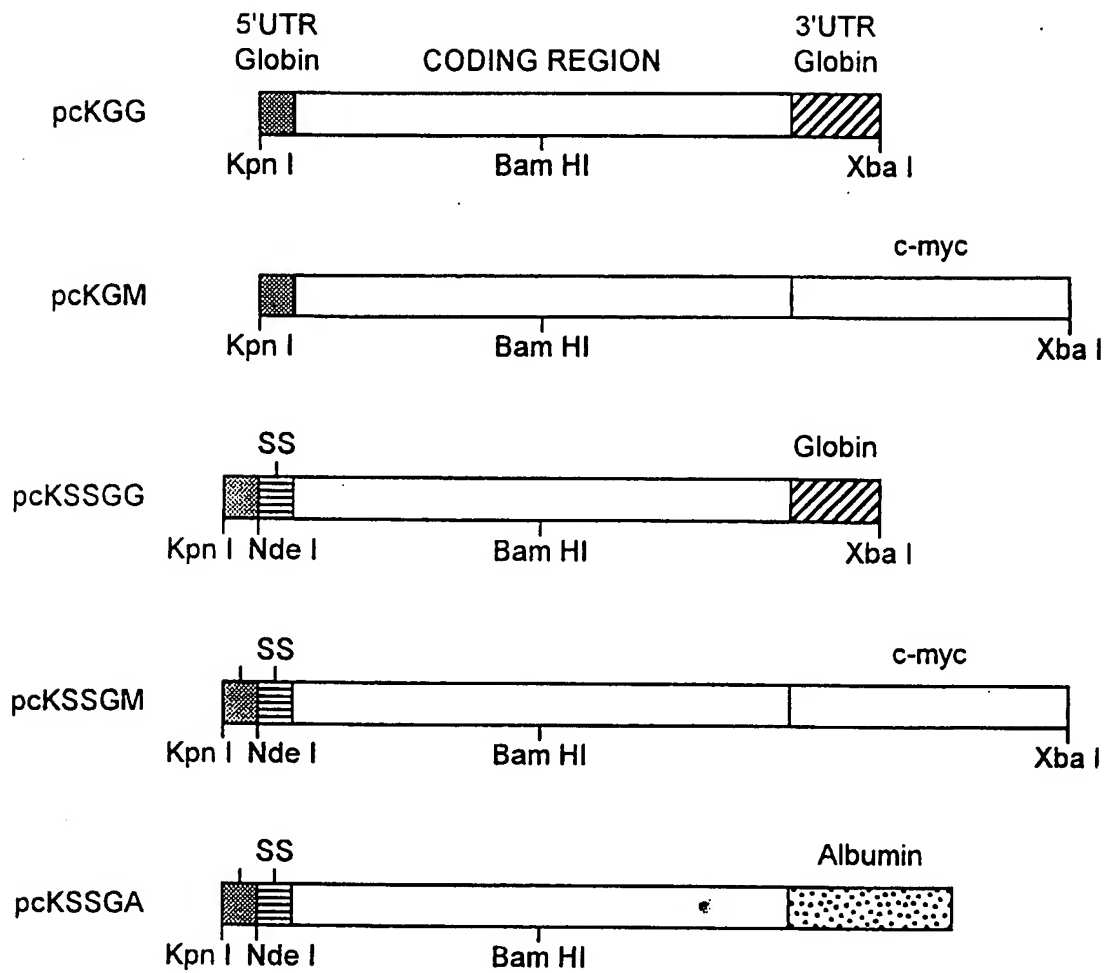 5'UTR
Globin
CODING REGION
3'UTR
Globin
pcKGG
Kpn I
Bam HI
Xba I
c-myc
pcKGM
Kpn I
Bam HI
Xba I
SS
Globin
pcKSSGG
Kpn I Nde I
Bam HI
Xba I
SS
c-myc
pcKSSGM
Kpn I Nde I
Bam HI
Xba I
SS
Albumin
pcKSSGA
Kpn I Nde I
Bam HI